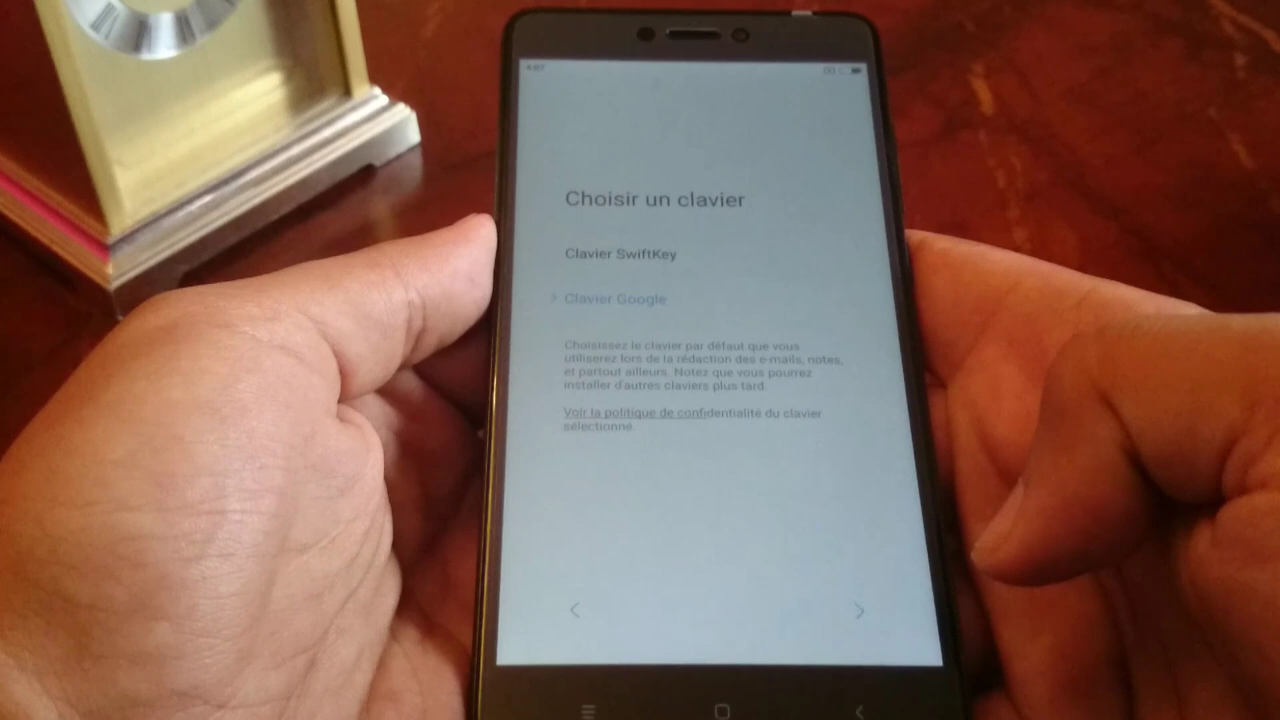 4:07
Choisir un clavier
Clavier SwiftKey
Clavier Google
Choisissez le clavier par défaut que vous
utiliserez lors de la rédaction des e-mails, notes,
et partout ailleurs. Notez que vous pourrez
installer d'autres claviers plus tard.
Voir la politique de confidentialité du clavier
sélectionné.